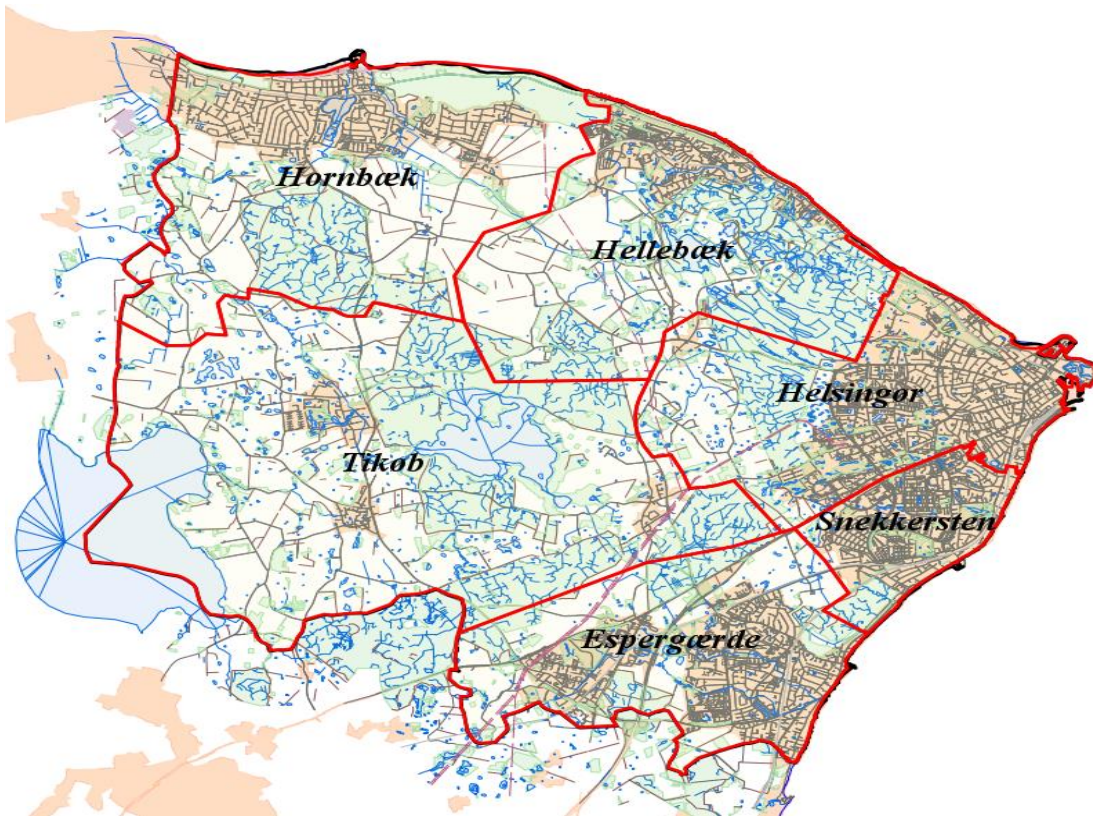 Hornbæk
Hellebæk
Helsingør
Tikøb
Snekkersten
Espergærde